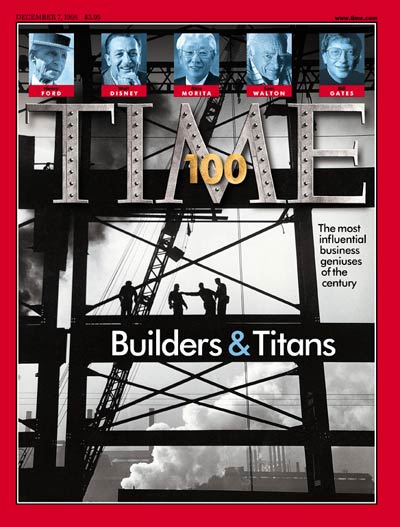 DECEMBER 7, 1998 $3.95
www.time.com
FORD
DISNEY
MORITA
WALTON
GATES
TIME
100
The most
influential
business
geniuses
of the
century
Builders & Titans